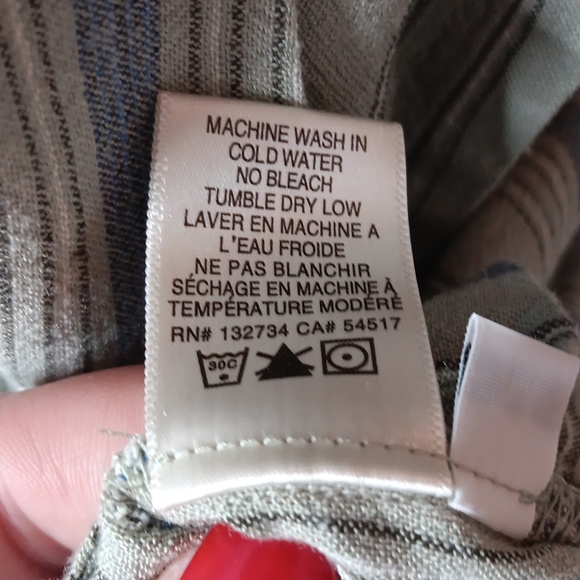 MACHINE WASH IN
COLD WATER
NO BLEACH
TUMBLE DRY LOW
LAVER EN MACHINE A
L'EAU FROIDE
NE PAS BLANCHIR
SÉCHAGE EN MACHINE À
TEMPÉRATURE MODÉRÉ
RN# 132734 CA# 54517
30C